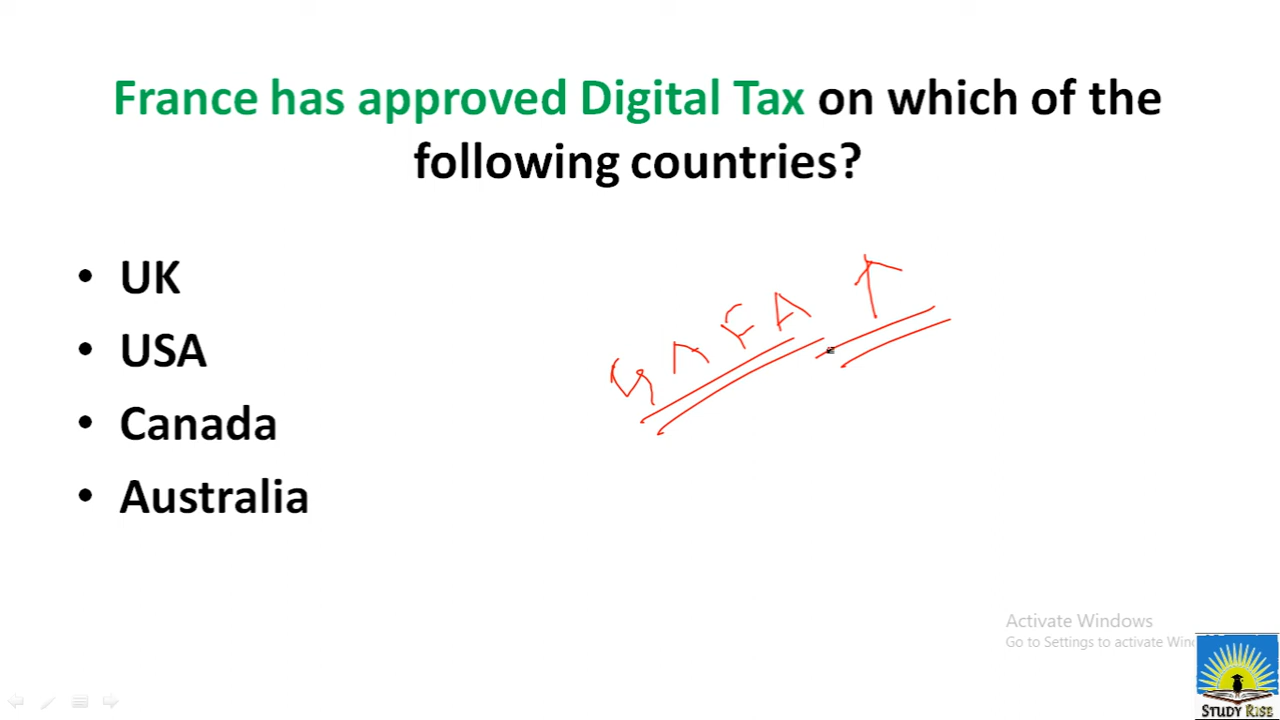 France has approved Digital Tax on which of the
following countries?
• UK
• USA
• Canada
• Australia
GAFA
Activate Windows
Go to Settings to activate Win
STUDY RISE